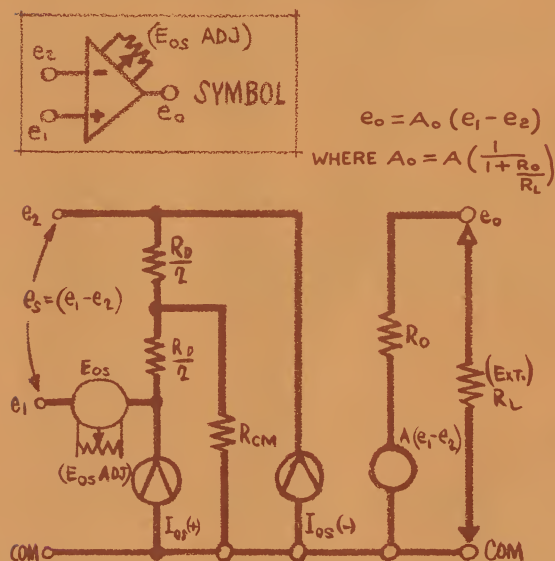 (EOS ADJ)
e2
-
+
e1
eo
SYMBOL
eo = Ao (e1 - e2)
WHERE Ao = A(1/(1 + Ro/RL))
e2
RD/2
eo
es = (e1 - e2)
RD/2
Ro
(EXT.)
RL
EOS
e1
RCM
A(e1 - e2)
(EOS ADJ)
Ios(+)
Ios(-)
COM
COM